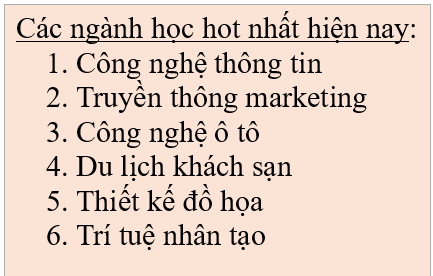 Các ngành học hot nhất hiện nay:
1. Công nghệ thông tin
2. Truyền thông marketing
3. Công nghệ ô tô
4. Du lịch khách sạn
5. Thiết kế đồ họa
6. Trí tuệ nhân tạo